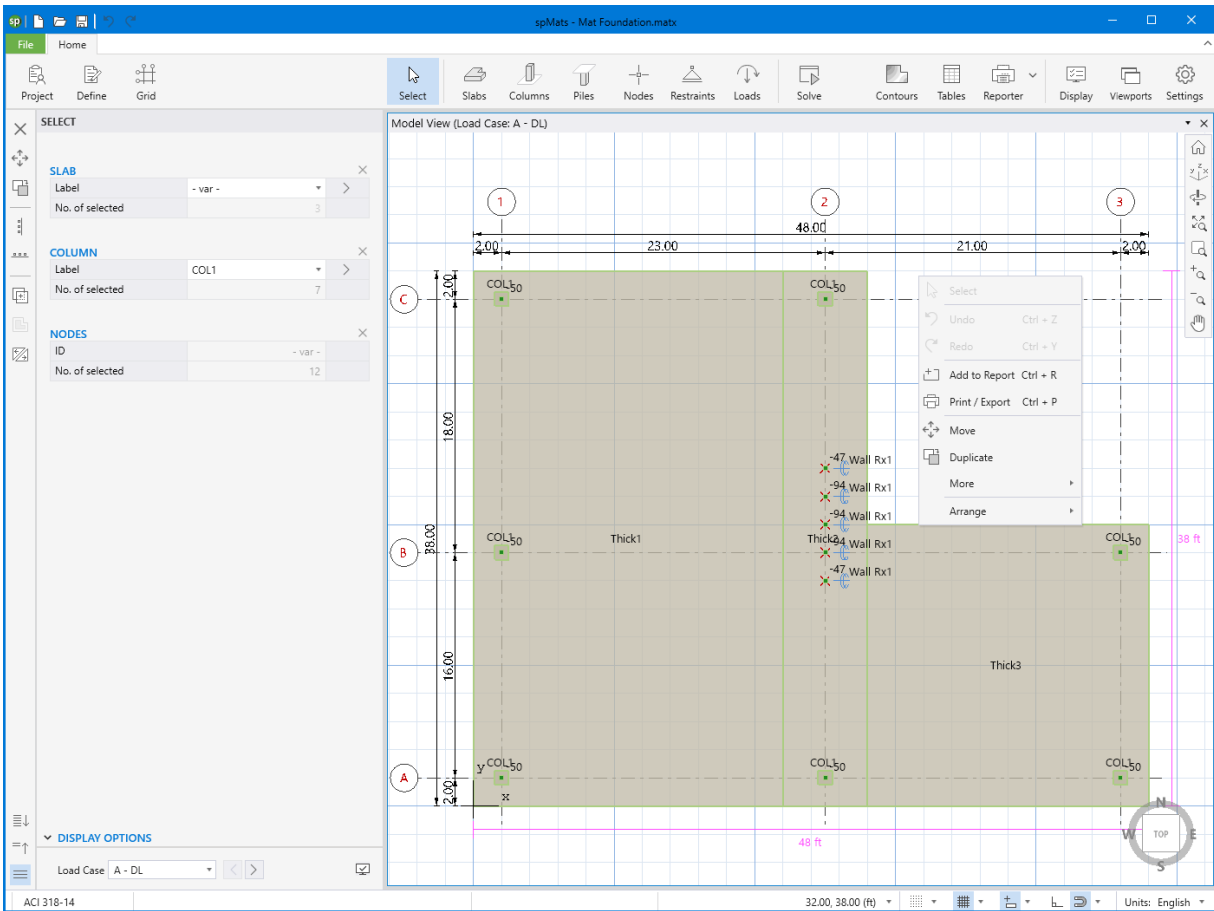 sp
spMats - Mat Foundation.matx
File
Home
Project
Define
Grid
Select
Slabs
Columns
Piles
Nodes
Restraints
Loads
Solve
Contours
Tables
Reporter
Display
Viewports
Settings
SELECT
SLAB
Label
- var -
No. of selected
3
COLUMN
Label
COL1
No. of selected
7
NODES
ID
- var -
No. of selected
12
DISPLAY OPTIONS
Load Case
A - DL
Model View (Load Case: A - DL)
1
2
3
48.00
2.00
23.00
21.00
2.00
2.00
18.00
38.00
16.00
2.00
C
B
A
COL1
-50
COL1
-50
COL1
-50
Thick1
Thick2
COL1
-50
Thick3
COL1
-50
COL1
-50
COL1
-50
-47 Wall Rx1
-94 Wall Rx1
-94 Wall Rx1
-94 Wall Rx1
-47 Wall Rx1
y
x
48 ft
38 ft
Select
Undo Ctrl + Z
Redo Ctrl + Y
Add to Report Ctrl + R
Print / Export Ctrl + P
Move
Duplicate
More
Arrange
z
y x
N
W TOP E
S
ACI 318-14
32.00, 38.00 (ft)
Units: English